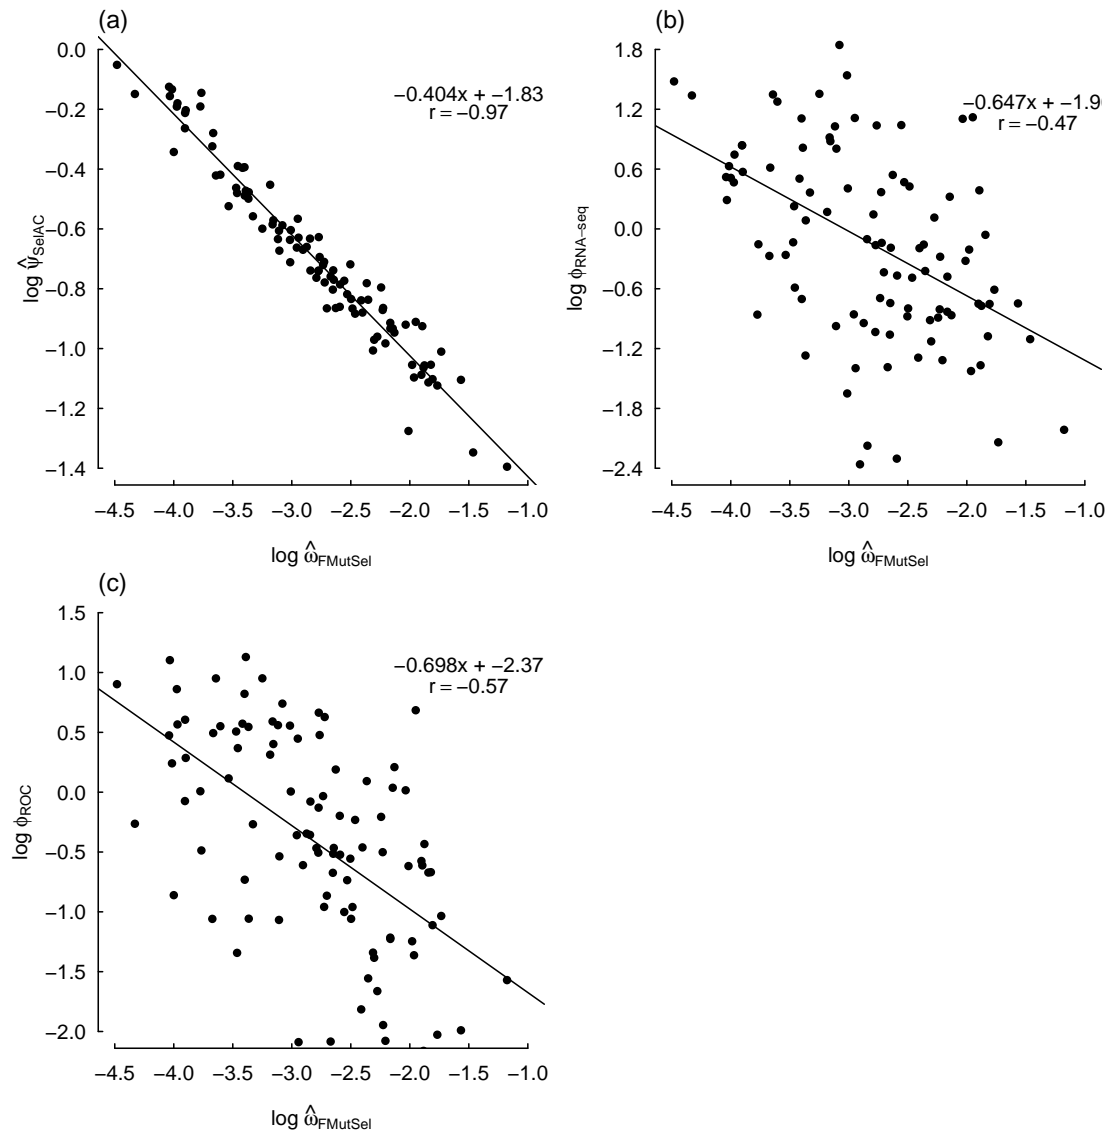 (a)
0.0
−0.2
−0.4
−0.6
−0.8
−1.0
−1.2
−1.4
log ψ̂SelAC
−0.404x + −1.83
r = −0.97
−4.5 −4.0 −3.5 −3.0 −2.5 −2.0 −1.5 −1.0
log ω̂FMutSel
(b)
1.8
1.2
0.6
0.0
−0.6
−1.2
−1.8
−2.4
log ϕRNA−seq
−0.647x + −1.9
r = −0.47
−4.5 −4.0 −3.5 −3.0 −2.5 −2.0 −1.5 −1.0
log ω̂FMutSel
(c)
1.5
1.0
0.5
0.0
−0.5
−1.0
−1.5
−2.0
log ϕROC
−0.698x + −2.37
r = −0.57
−4.5 −4.0 −3.5 −3.0 −2.5 −2.0 −1.5 −1.0
log ω̂FMutSel